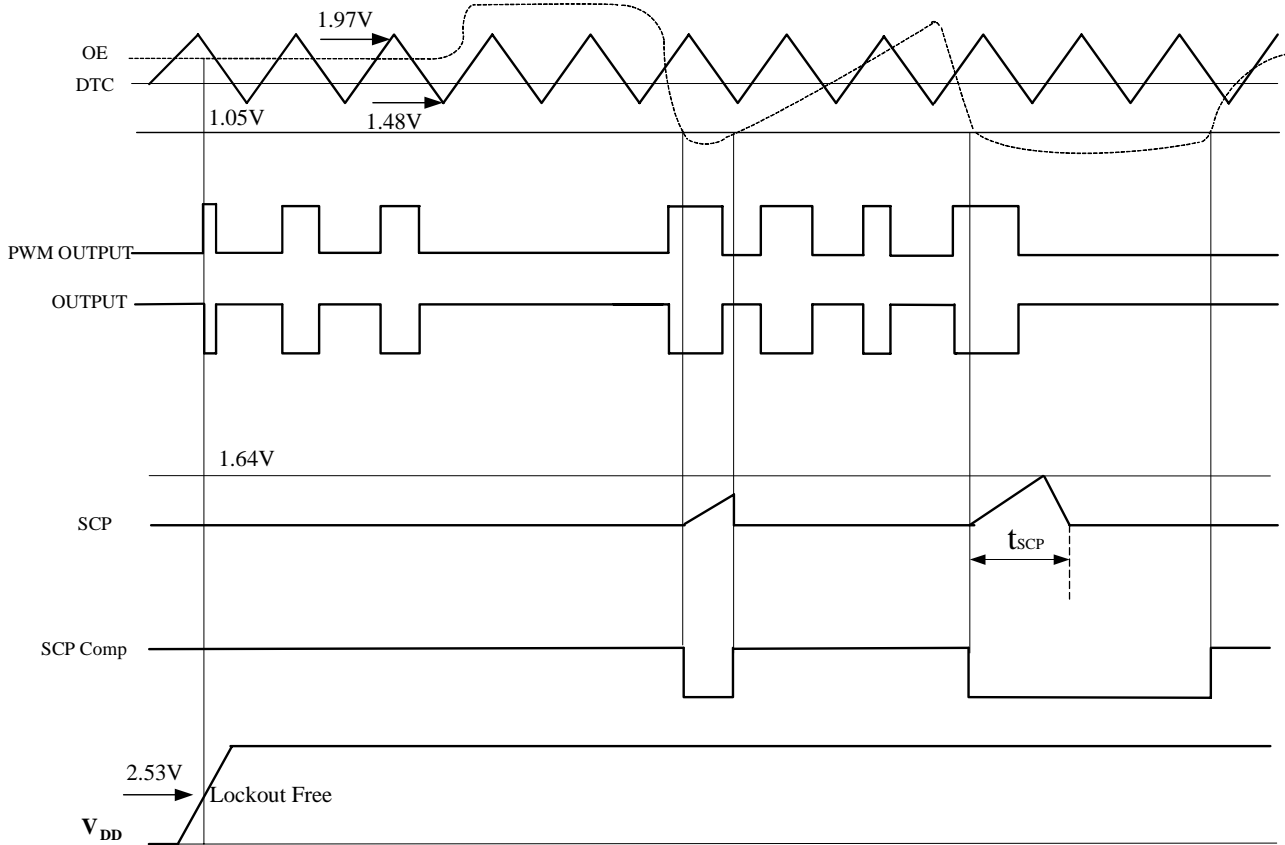 1.97V
OE
DTC
1.05V
1.48V
PWM OUTPUT
OUTPUT
1.64V
SCP
tSCP
SCP Comp
2.53V
Lockout Free
VDD